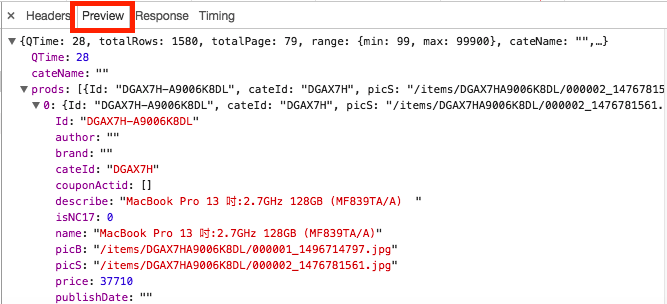 × Headers Preview Response Timing
▼{QTime: 28, totalRows: 1580, totalPage: 79, range: {min: 99, max: 99900}, cateName: "",…}
QTime: 28
cateName: ""
▼prods: [{Id: "DGAX7H-A9006K8DL", cateId: "DGAX7H", picS: "/items/DGAX7HA9006K8DL/000002_14767815
▼0: {Id: "DGAX7H-A9006K8DL", cateId: "DGAX7H", picS: "/items/DGAX7HA9006K8DL/000002_1476781561.
Id: "DGAX7H-A9006K8DL"
author: ""
brand: ""
cateId: "DGAX7H"
couponActid: []
describe: "MacBook Pro 13 吋:2.7GHz 128GB (MF839TA/A)  "
isNC17: 0
name: "MacBook Pro 13 吋:2.7GHz 128GB (MF839TA/A)"
picB: "/items/DGAX7HA9006K8DL/000001_1496714797.jpg"
picS: "/items/DGAX7HA9006K8DL/000002_1476781561.jpg"
price: 37710
publishDate: ""